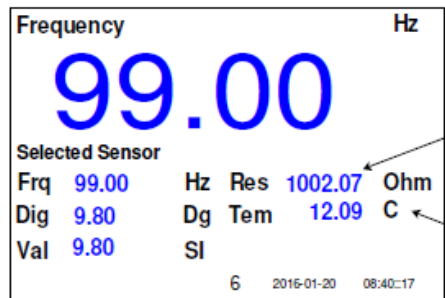 Frequency Hz
99.00
Selected Sensor
Frq 99.00 Hz Res 1002.07 Ohm
Dig 9.80 Dg Tem 12.09 C
Val 9.80 SI
6 2016-01-20 08:40::17